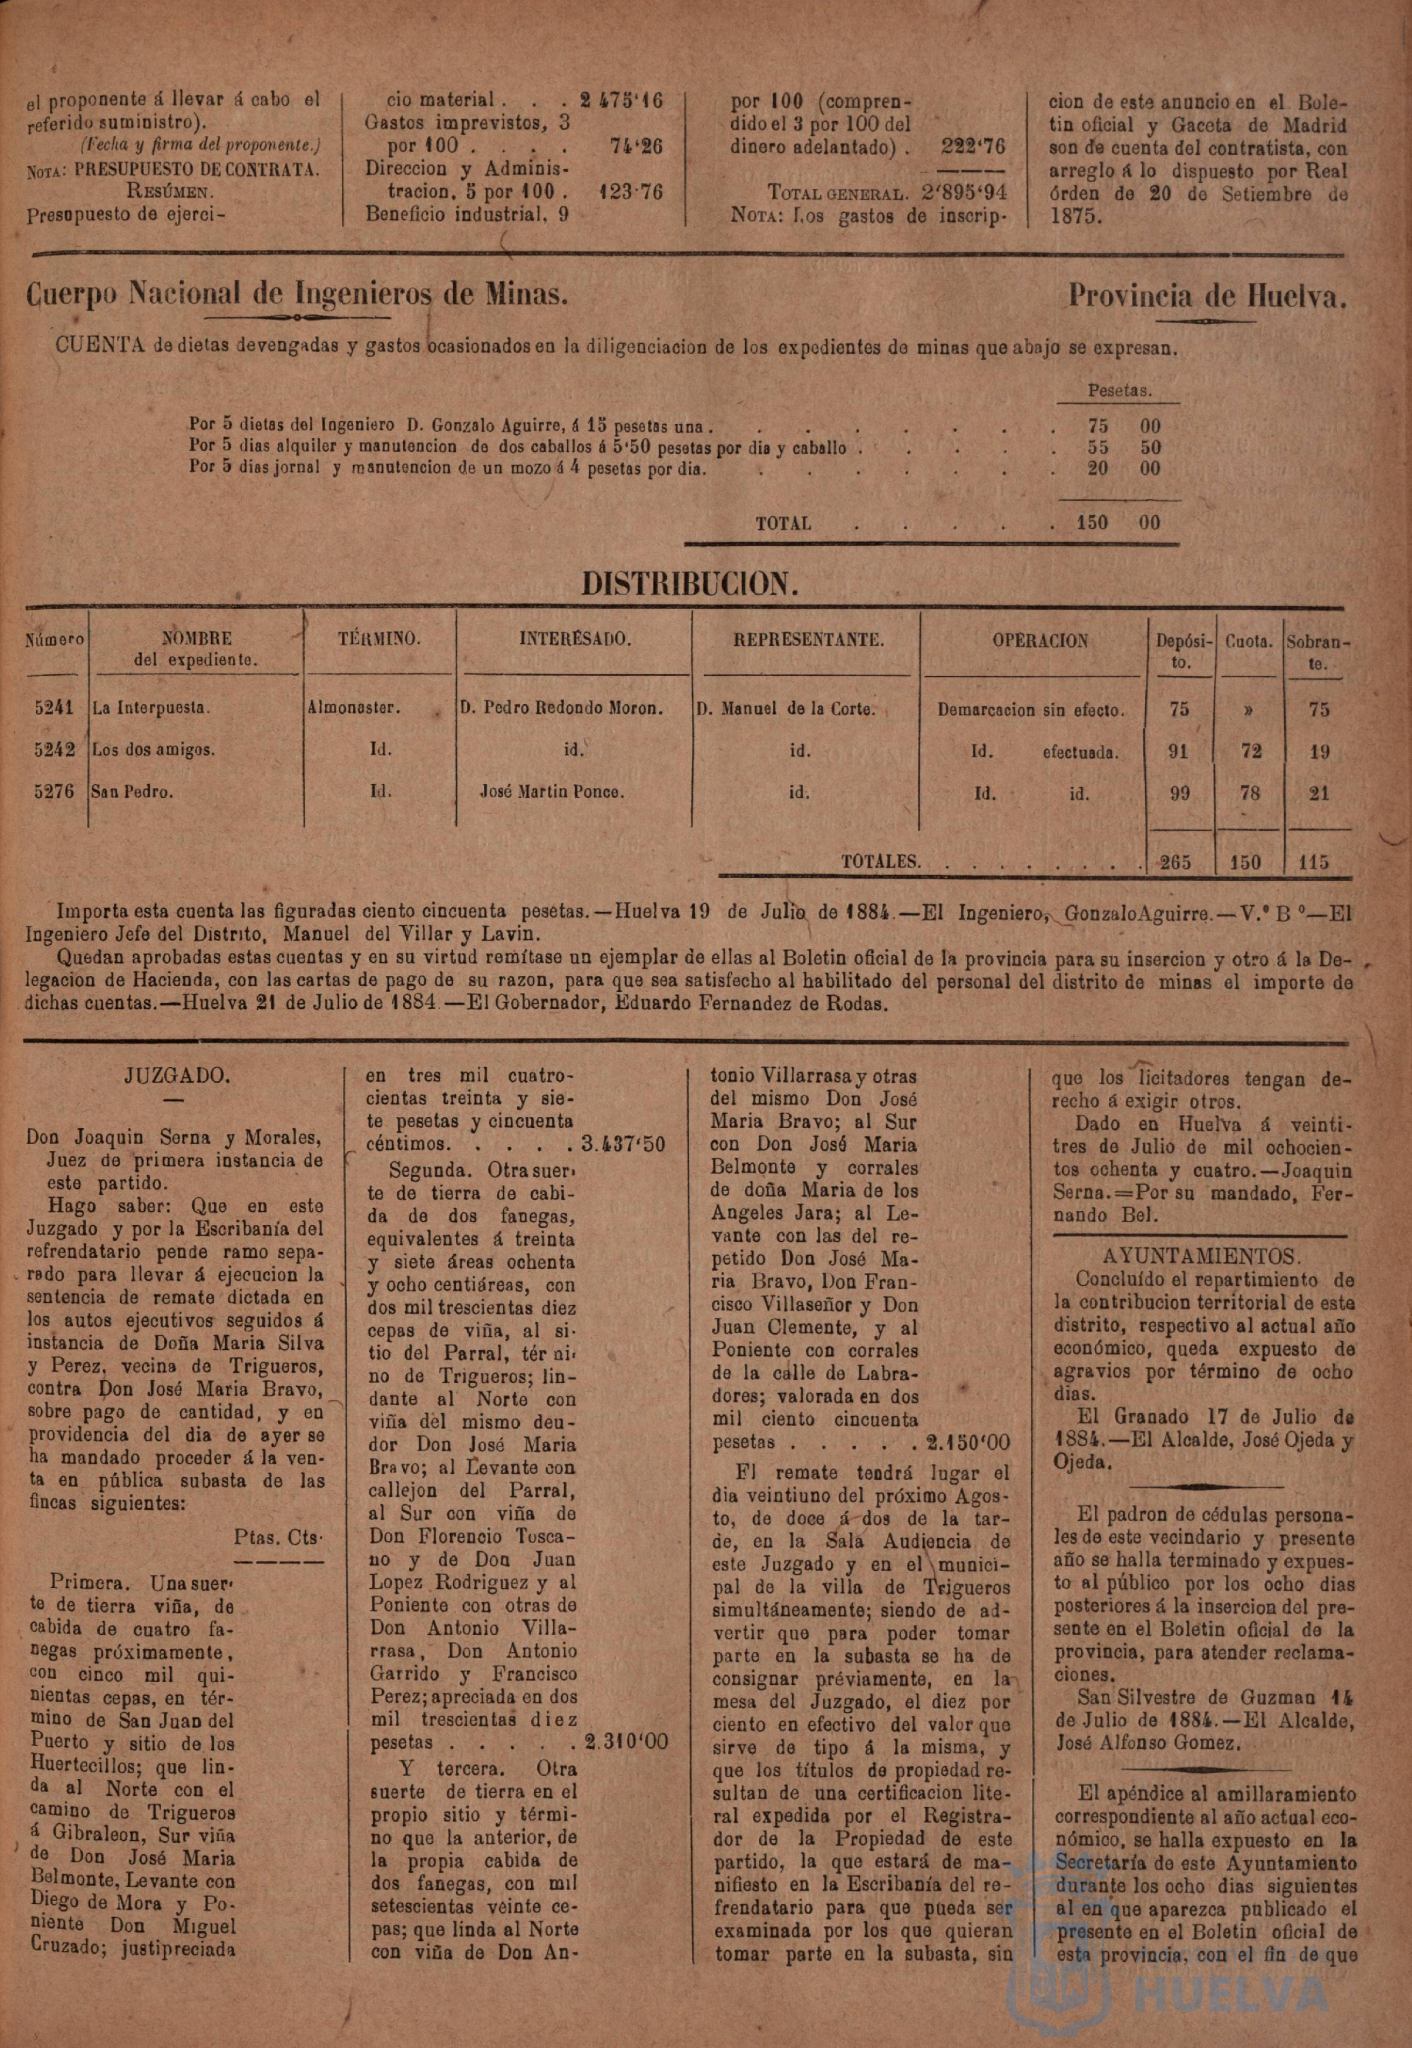 el proponente á llevar á cabo el
referido suministro).
(Fecha y firma del proponente.)
NOTA: PRESUPUESTO DE CONTRATA.
RESÚMEN.
Presupuesto de ejerci-
cio material . . . 2 475'16
Gastos imprevistos, 3
por 100 . . . . 74'26
Direccion y Adminis-
tracion, 5 por 100 . 123'76
Beneficio industrial, 9
por 100 (compren-
dido el 3 por 100 del
dinero adelantado) . 222'76
TOTAL GENERAL. 2'895'94
NOTA: Los gastos de inscrip-
cion de este anuncio en el Bole-
tin oficial y Gaceta de Madrid
son de cuenta del contratista, con
arreglo á lo dispuesto por Real
órden de 20 de Setiembre de
1875.
Cuerpo Nacional de Ingenieros de Minas. Provincia de Huelva.
CUENTA de dietas devengadas y gastos ocasionados en la diligenciacion de los expedientes de minas que abajo se expresan.
Pesetas.
Por 5 dietas del Ingeniero D. Gonzalo Aguirre, á 15 pesetas una . . . . . . . . 75 00
Por 5 dias alquiler y manutencion de dos caballos á 5'50 pesetas por dia y caballo . . . . . 55 50
Por 5 dias jornal y manutencion de un mozo á 4 pesetas por dia. . . . . . . . 20 00
TOTAL . . . . . 150 00
DISTRIBUCION.
Número NOMBRE del expediente. TÉRMINO. INTERESADO. REPRESENTANTE. OPERACION Depósi-to. Cuota. Sobran-te.
5241 La Interpuesta. Almonaster. D. Pedro Redondo Moron. D. Manuel de la Corte. Demarcacion sin efecto. 75 » 75
5242 Los dos amigos. Id. id. id. Id. efectuada. 91 72 19
5276 San Pedro. Id. José Martin Ponce. id. Id. id. 99 78 21
TOTALES. . . . . . . . . 265 150 115
Importa esta cuenta las figuradas ciento cincuenta pesetas.—Huelva 19 de Julio de 1884.—El Ingeniero, Gonzalo Aguirre.—V.º B º—El
Ingeniero Jefe del Distrito, Manuel del Villar y Lavin.
Quedan aprobadas estas cuentas y en su virtud remítase un ejemplar de ellas al Boletin oficial de la provincia para su insercion y otro á la De-
legacion de Hacienda, con las cartas de pago de su razon, para que sea satisfecho al habilitado del personal del distrito de minas el importe de
dichas cuentas.—Huelva 21 de Julio de 1884.—El Gobernador, Eduardo Fernandez de Rodas.
JUZGADO.
Don Joaquin Serna y Morales,
Juez de primera instancia de
este partido.
Hago saber: Que en este
Juzgado y por la Escribanía del
refrendatario pende ramo sepa-
rado para llevar á ejecucion la
sentencia de remate dictada en
los autos ejecutivos seguidos á
instancia de Doña Maria Silva
y Perez, vecina de Trigueros,
contra Don José Maria Bravo,
sobre pago de cantidad, y en
providencia del dia de ayer se
ha mandado proceder á la ven-
ta en pública subasta de las
fincas siguientes:
Ptas. Cts.
Primera. Una suer-
te de tierra viña, de
cabida de cuatro fa-
negas próximamente,
con cinco mil qui-
nientas cepas, en tér-
mino de San Juan del
Puerto y sitio de los
Huertecillos; que lin-
da al Norte con el
camino de Trigueros
á Gibraleon, Sur viña
de Don José Maria
Belmonte, Levante con
Diego de Mora y Po-
niente Don Miguel
Cruzado; justipreciada
en tres mil cuatro-
cientas treinta y sie-
te pesetas y cincuenta
céntimos. . . . . 3.437'50
Segunda. Otra suer-
te de tierra de cabi-
da de dos fanegas,
equivalentes á treinta
y siete áreas ochenta
y ocho centiáreas, con
dos mil trescientas diez
cepas de viña, al si-
tio del Parral, térmi-
no de Trigueros; lin-
dante al Norte con
viña del mismo deu-
dor Don José Maria
Bravo; al Levante con
callejon del Parral,
al Sur con viña de
Don Florencio Tosca-
no y de Don Juan
Lopez Rodriguez y al
Poniente con otras de
Don Antonio Villa-
rrasa, Don Antonio
Garrido y Francisco
Perez; apreciada en dos
mil trescientas diez
pesetas . . . . . 2.310'00
Y tercera. Otra
suerte de tierra en el
propio sitio y térmi-
no que la anterior, de
la propia cabida de
dos fanegas, con mil
setescientas veinte ce-
pas; que linda al Norte
con viña de Don An-
tonio Villarrasa y otras
del mismo Don José
Maria Bravo; al Sur
con Don José Maria
Belmonte y corrales
de doña Maria de los
Angeles Jara; al Le-
vante con las del re-
petido Don José Ma-
ria Bravo, Don Fran-
cisco Villaseñor y Don
Juan Clemente, y al
Poniente con corrales
de la calle de Labra-
dores; valorada en dos
mil ciento cincuenta
pesetas . . . . . 2.150'00
El remate tendrá lugar el
dia veintiuno del próximo Agos-
to, de doce á dos de la tar-
de, en la Sala Audiencia de
este Juzgado y en el munici-
pal de la villa de Trigueros
simultáneamente; siendo de ad-
vertir que para poder tomar
parte en la subasta se ha de
consignar préviamente, en la
mesa del Juzgado, el diez por
ciento en efectivo del valor que
sirve de tipo á la misma, y
que los títulos de propiedad re-
sultan de una certificacion lite-
ral expedida por el Registra-
dor de la Propiedad de este
partido, la que estará de ma-
nifiesto en la Escribanía del re-
frendatario para que pueda ser
examinada por los que quieran
tomar parte en la subasta, sin
que los licitadores tengan de-
recho á exigir otros.
Dado en Huelva á veinti-
tres de Julio de mil ochocien-
tos ochenta y cuatro.—Joaquin
Serna.=Por su mandado, Fer-
nando Bel.
AYUNTAMIENTOS.
Concluído el repartimiento de
la contribucion territorial de este
distrito, respectivo al actual año
económico, queda expuesto de
agravios por término de ocho
dias.
El Granado 17 de Julio de
1884.—El Alcalde, José Ojeda y
Ojeda.
El padron de cédulas persona-
les de este vecindario y presente
año se halla terminado y expues-
to al público por los ocho dias
posteriores á la insercion del pre-
sente en el Boletin oficial de la
provincia, para atender reclama-
ciones.
San Silvestre de Guzman 14
de Julio de 1884.—El Alcalde,
José Alfonso Gomez.
El apéndice al amillaramiento
correspondiente al año actual eco-
nómico, se halla expuesto en la
Secretaría de este Ayuntamiento
durante los ocho dias siguientes
al en que aparezca publicado el
presente en el Boletin oficial de
esta provincia, con el fin de que
HUELVA